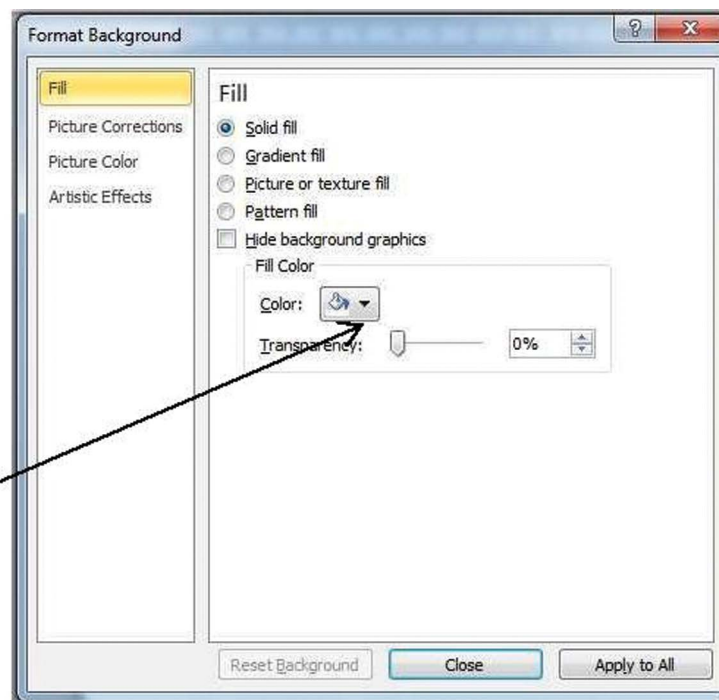 Format Background
Fill
Picture Corrections
Picture Color
Artistic Effects
Fill
Solid fill
Gradient fill
Picture or texture fill
Pattern fill
Hide background graphics
Fill Color
Color:
Transparency: 0%
Reset Background Close Apply to All